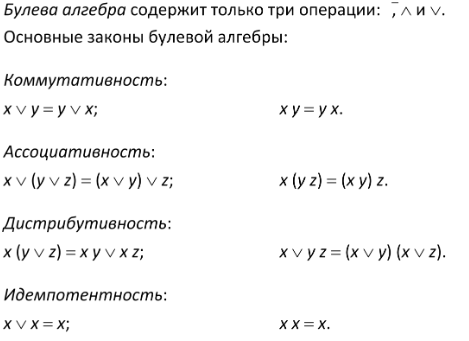 Булева алгебра содержит только три операции: ‾, ∧ и ∨.
Основные законы булевой алгебры:
Коммутативность:
x ∨ y = y ∨ x; x y = y x.
Ассоциативность:
x ∨ (y ∨ z) = (x ∨ y) ∨ z; x (y z) = (x y) z.
Дистрибутивность:
x (y ∨ z) = x y ∨ x z; x ∨ y z = (x ∨ y) (x ∨ z).
Идемпотентность:
x ∨ x = x; x x = x.